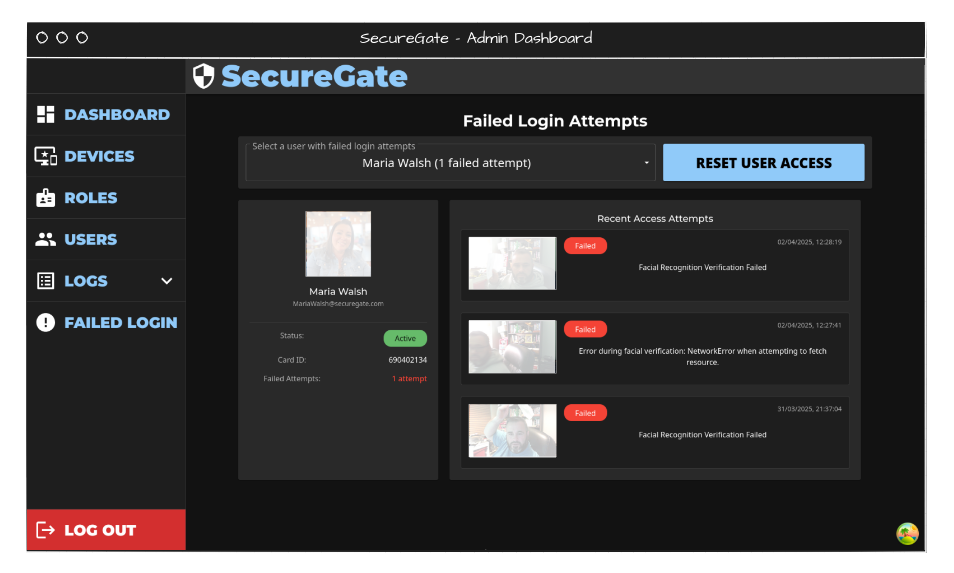 SecureGate - Admin Dashboard
SecureGate
DASHBOARD
DEVICES
ROLES
USERS
LOGS
FAILED LOGIN
LOG OUT
Failed Login Attempts
Select a user with failed login attempts
Maria Walsh (1 failed attempt)
RESET USER ACCESS
Maria Walsh
MariaWalsh@securegate.com
Status:
Active
Card ID:
690402134
Failed Attempts:
1 attempt
Recent Access Attempts
Failed
02/04/2025, 12:28:19
Facial Recognition Verification Failed
Failed
02/04/2025, 12:27:41
Error during facial verification: NetworkError when attempting to fetch
resource.
Failed
31/03/2025, 21:37:04
Facial Recognition Verification Failed